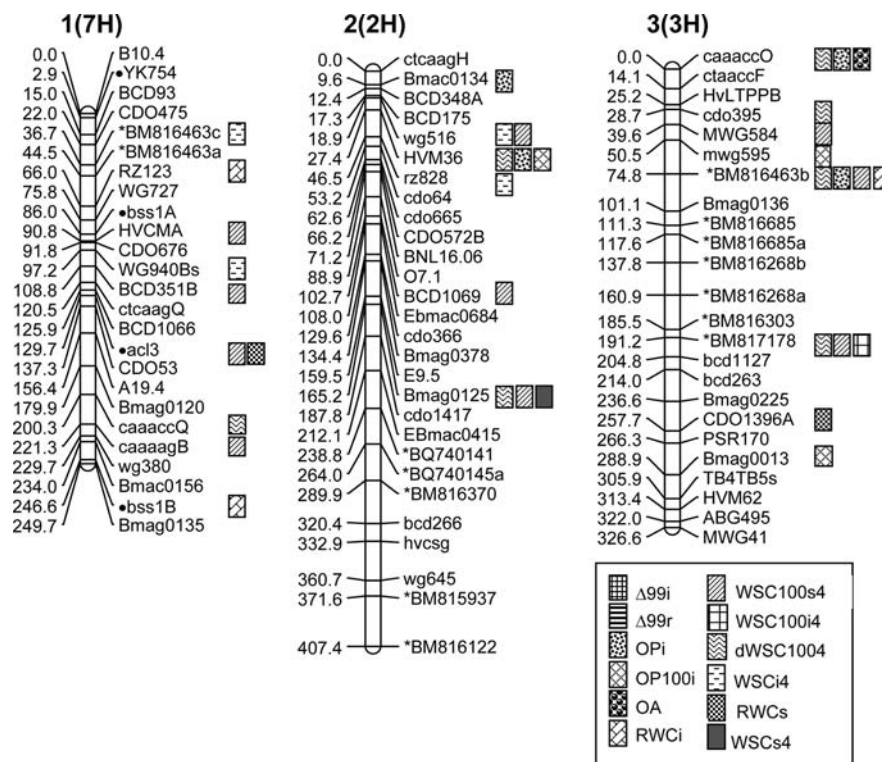 1(7H)
0.0 B10.4
2.9 •YK754
15.0 BCD93
22.0 CDO475
36.7 *BM816463c
44.5 *BM816463a
66.0 RZ123
75.8 WG727
86.0 •bss1A
90.8 HVCMA
91.8 CDO676
97.2 WG940Bs
108.8 BCD351B
120.5 ctcaagQ
125.9 BCD1066
129.7 •acl3
137.3 CDO53
156.4 A19.4
179.9 Bmag0120
200.3 caaaccQ
221.3 caaaagB
229.7 wg380
234.0 Bmac0156
246.6 •bss1B
249.7 Bmag0135
2(2H)
0.0 ctcaagH
9.6 Bmac0134
12.4 BCD348A
17.3 BCD175
18.9 wg516
27.4 HVM36
46.5 rz828
53.2 cdo64
62.6 cdo665
66.2 CDO572B
71.2 BNL16.06
88.9 O7.1
102.7 BCD1069
108.0 Ebmac0684
129.6 cdo366
134.4 Bmag0378
159.5 E9.5
165.2 Bmag0125
187.8 cdo1417
212.1 EBmac0415
238.8 *BQ740141
264.0 *BQ740145a
289.9 *BM816370
320.4 bcd266
332.9 hvcsg
360.7 wg645
371.6 *BM815937
407.4 *BM816122
3(3H)
0.0 caaaccO
14.1 ctaaccF
25.2 HvLTPPB
28.7 cdo395
39.6 MWG584
50.5 mwg595
74.8 *BM816463b
101.1 Bmag0136
111.3 *BM816685
117.6 *BM816685a
137.8 *BM816268b
160.9 *BM816268a
185.5 *BM816303
191.2 *BM817178
204.8 bcd1127
214.0 bcd263
236.6 Bmag0225
257.7 CDO1396A
266.3 PSR170
288.9 Bmag0013
305.9 TB4TB5s
313.4 HVM62
322.0 ABG495
326.6 MWG41
Δ99i WSC100s4
Δ99r WSC100i4
OPi dWSC1004
OP100i WSCi4
OA RWCs
RWCi WSCs4